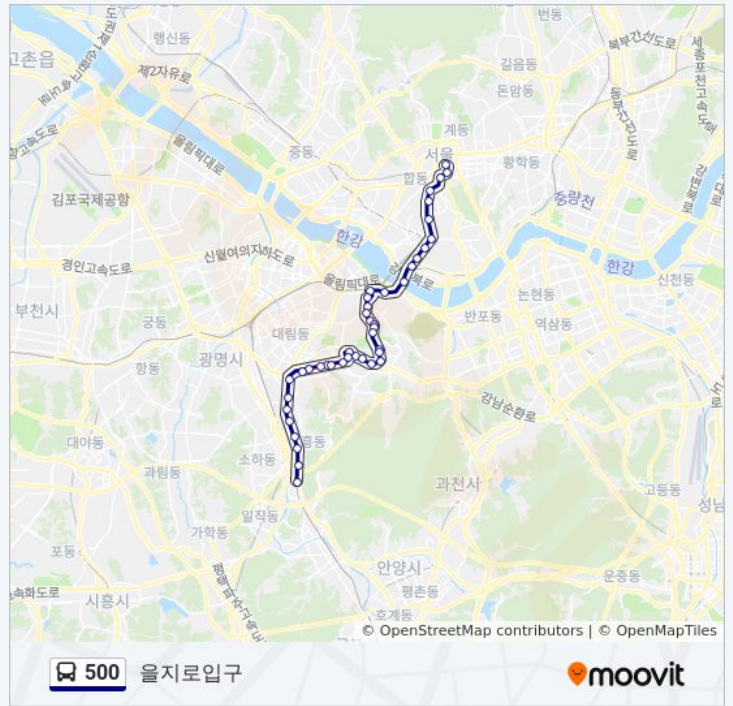 행신동
번동
북부간선도로
고촌읍
제2자유로
길음동
돈암동
동부간선도로
올림픽대로
중동
계동
서울
합동
황학동
김포국제공항
중랑천
강변북로
한강
신월여의지하도로
경인고속도로
올림픽대로
한강
신천동
논현동
부천시
궁동
대림동
반포동
역삼동
광명시
항동
강남순환로
대야동
소하동
과림동
과천시
고등동
성남
일직동
가학동
포동
안양시
운중동
시흥시
평촌동
호계동
© OpenStreetMap contributors | © OpenMapTiles
500 을지로입구
moovit